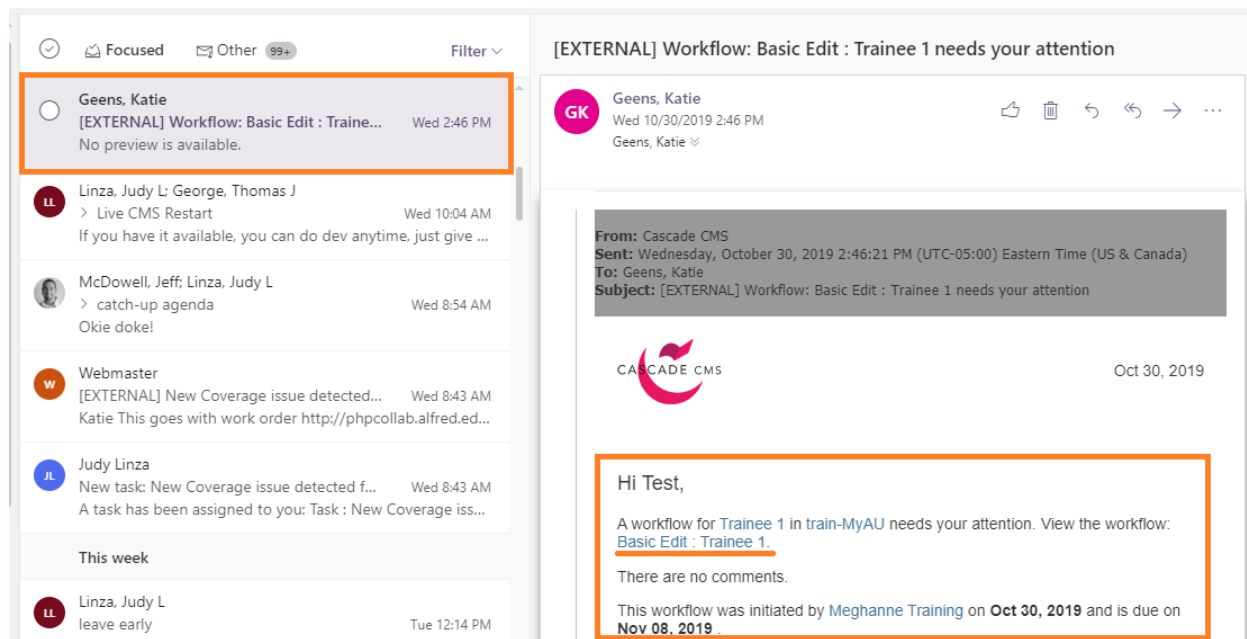 Focused
Other 99+
Filter
Geens, Katie
[EXTERNAL] Workflow: Basic Edit : Traine... Wed 2:46 PM
No preview is available.
LL
Linza, Judy L; George, Thomas J
> Live CMS Restart Wed 10:04 AM
If you have it available, you can do dev anytime, just give ...
McDowell, Jeff; Linza, Judy L
> catch-up agenda Wed 8:54 AM
Okie doke!
W
Webmaster
[EXTERNAL] New Coverage issue detected... Wed 8:43 AM
Katie This goes with work order http://phpcollab.alfred.ed...
JL
Judy Linza
New task: New Coverage issue detected f... Wed 8:43 AM
A task has been assigned to you: Task : New Coverage iss...
This week
LL
Linza, Judy L
leave early Tue 12:14 PM
[EXTERNAL] Workflow: Basic Edit : Trainee 1 needs your attention
GK
Geens, Katie
Wed 10/30/2019 2:46 PM
Geens, Katie
From: Cascade CMS
Sent: Wednesday, October 30, 2019 2:46:21 PM (UTC-05:00) Eastern Time (US & Canada)
To: Geens, Katie
Subject: [EXTERNAL] Workflow: Basic Edit : Trainee 1 needs your attention
CASCADE CMS
Oct 30, 2019
Hi Test,
A workflow for Trainee 1 in train-MyAU needs your attention. View the workflow:
Basic Edit : Trainee 1.
There are no comments.
This workflow was initiated by Meghanne Training on Oct 30, 2019 and is due on
Nov 08, 2019 .